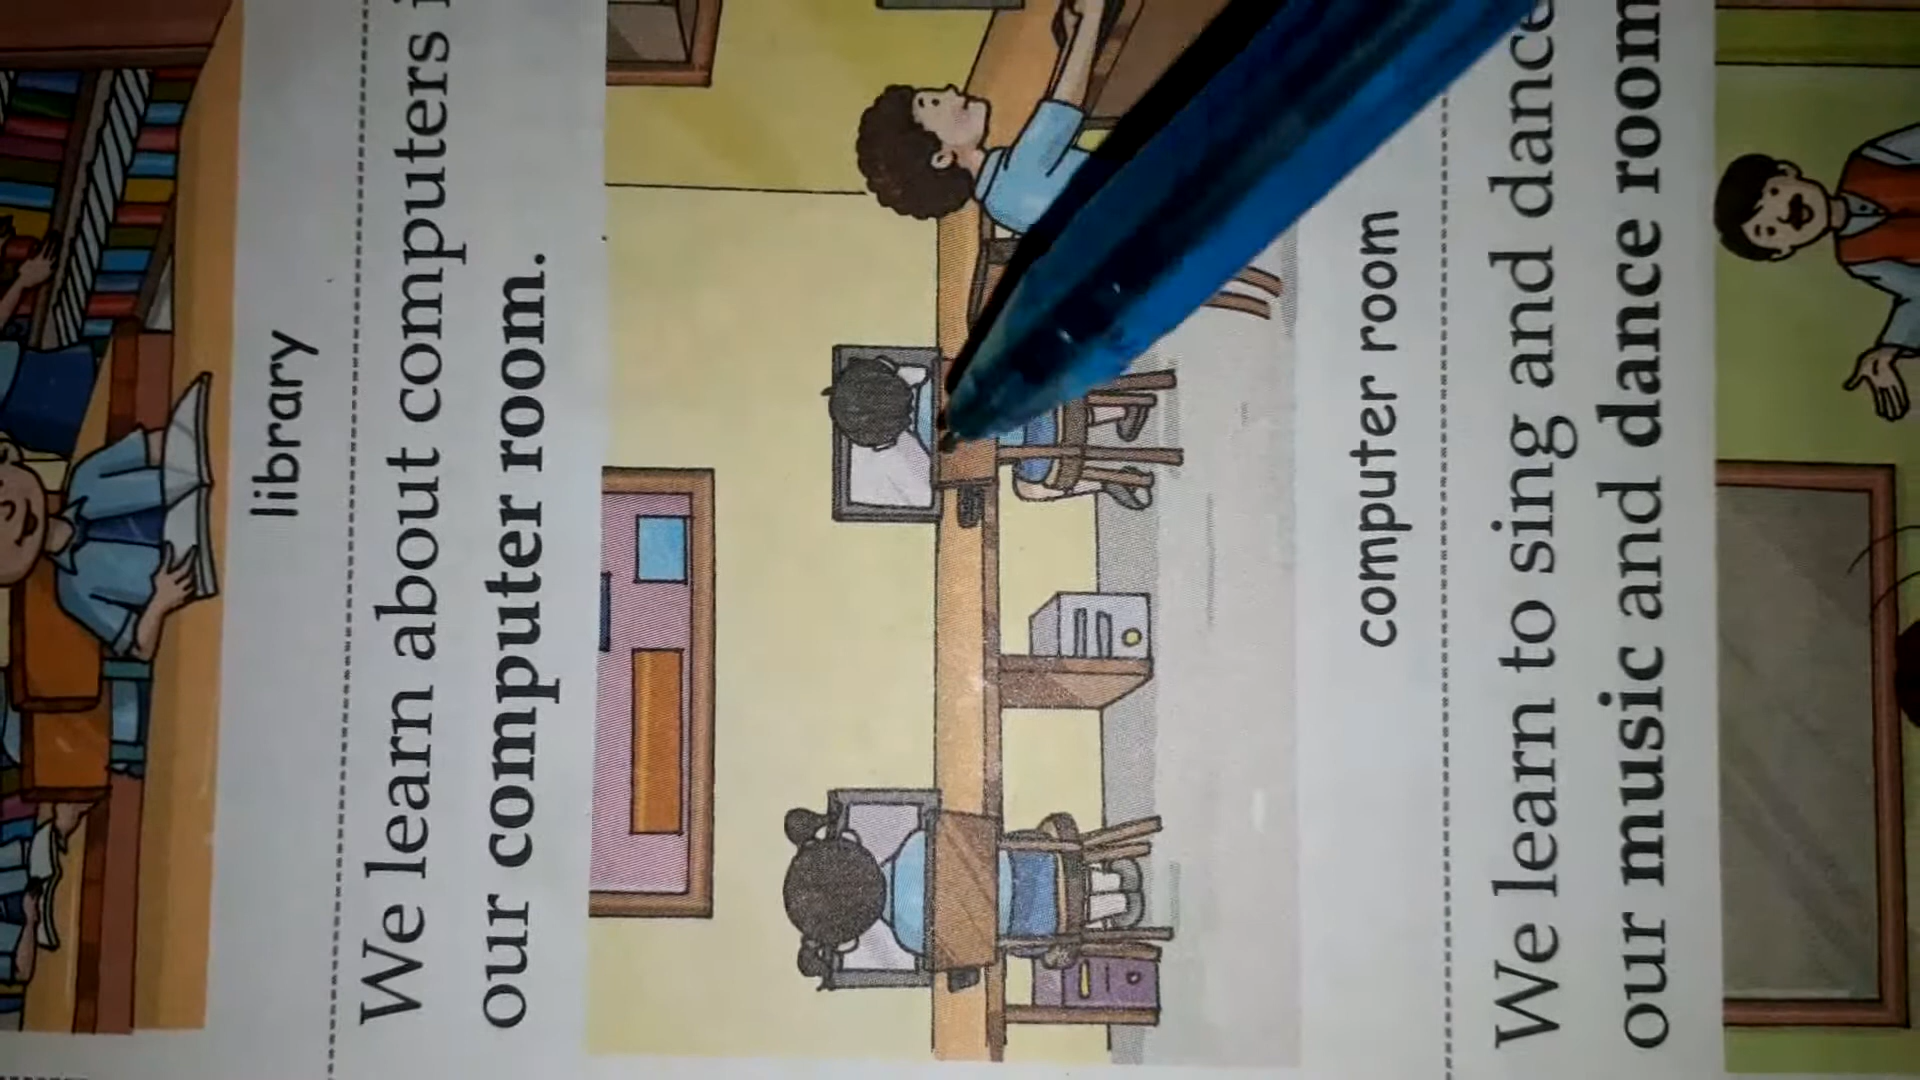 library
We learn about computers i
our computer room.
computer room
We learn to sing and dance
our music and dance room